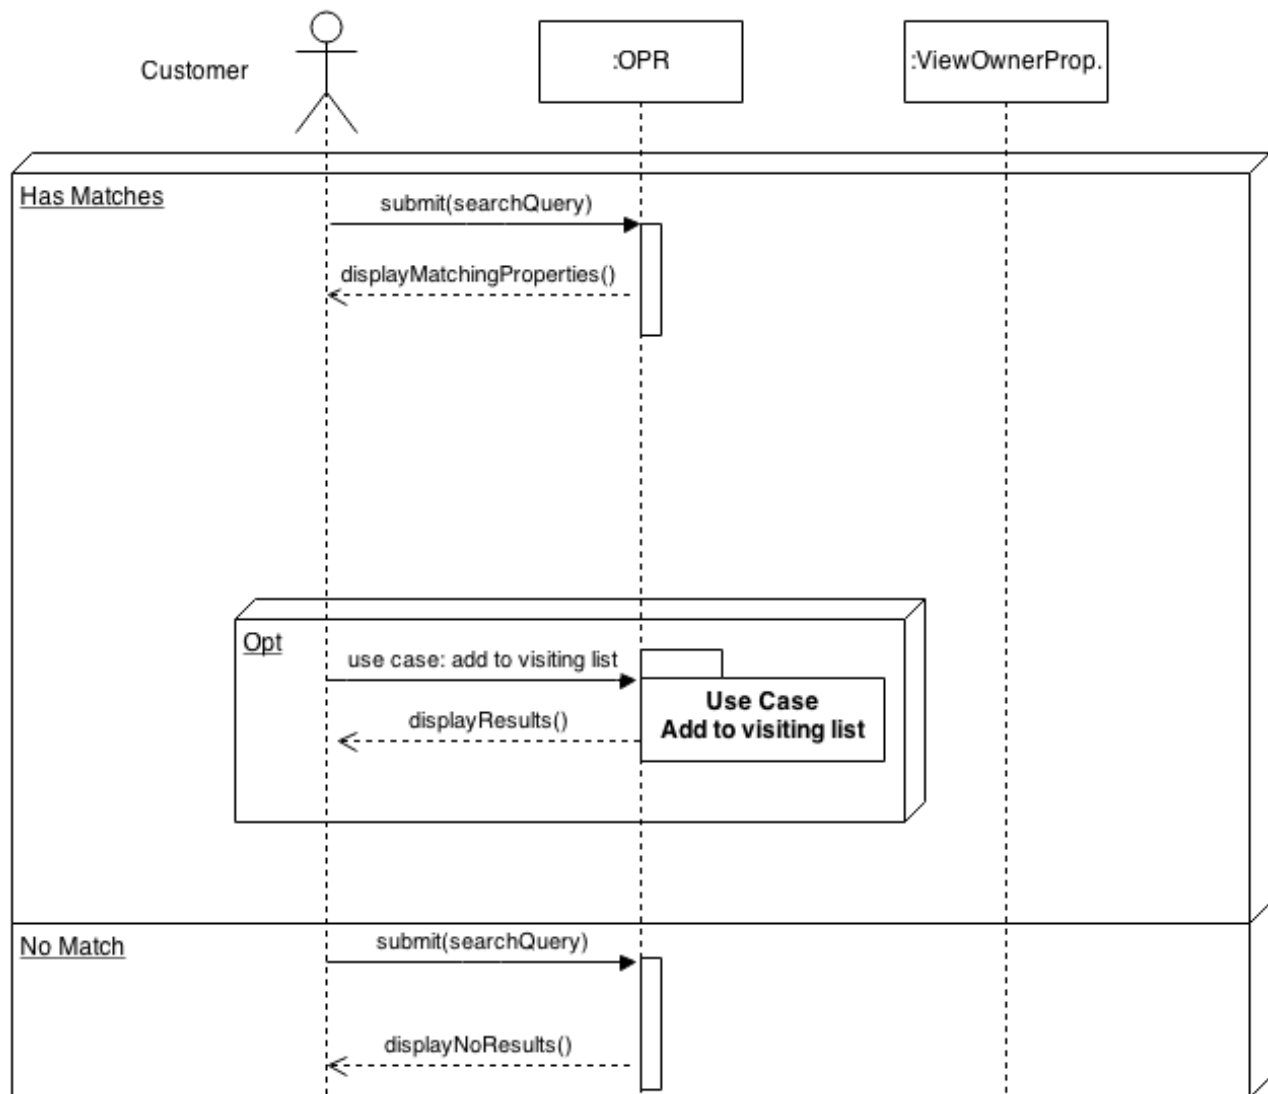 Customer
:OPR
:ViewOwnerProp.
Has Matches
submit(searchQuery)
displayMatchingProperties()
Opt
use case: add to visiting list
Use Case
Add to visiting list
displayResults()
No Match
submit(searchQuery)
displayNoResults()